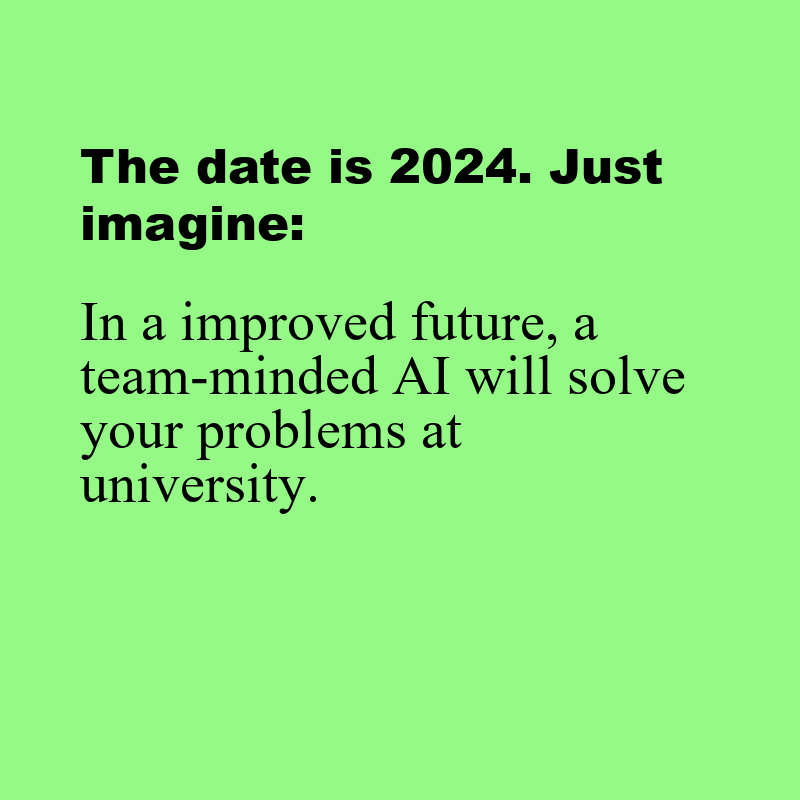 The date is 2024. Just
imagine:
In a improved future, a
team-minded AI will solve
your problems at
university.